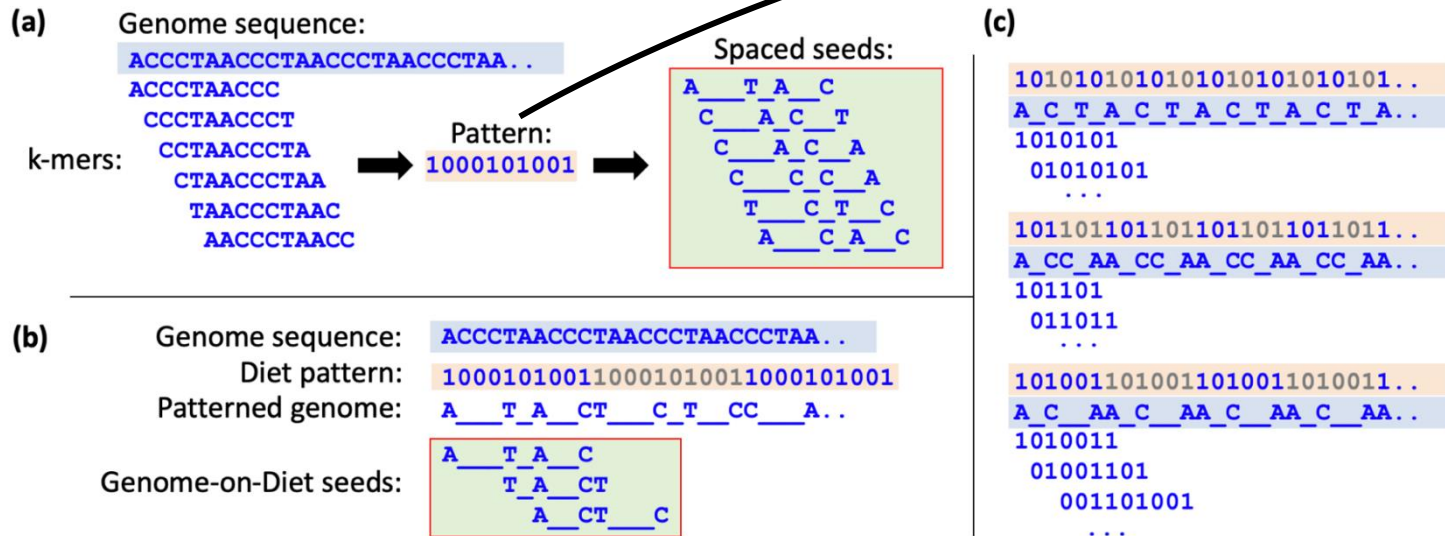 (a)
Genome sequence:
ACCCTAACCCTAACCCTAACCCTAA..
k-mers:
ACCCTAACCC
CCCTAACCCT
CCTAACCCTA
CTAACCCTAA
TAACCCTAAC
AACCCTAACC
Pattern:
1000101001
Spaced seeds:
A___T_A__C
C___A_C__T
C___A_C__A
C___C_C__A
T___C_T__C
A___C_A__C
(b)
Genome sequence: ACCCTAACCCTAACCCTAACCCTAA..
Diet pattern: 100010100110001010011000101001
Patterned genome: A___T_A__CT___C_T__CC___A..
Genome-on-Diet seeds:
A___T_A__C
T_A__CT
A__CT___C
(c)
1010101010101010101010101..
A_C_T_A_C_T_A_C_T_A_C_T_A..
1010101
01010101
...
1011011011011011011011011..
A_CC_AA_CC_AA_CC_AA_CC_AA..
101101
011011
...
1010011010011010011010011..
A_C__AA_C__AA_C__AA_C__AA..
1010011
01001101
001101001
...